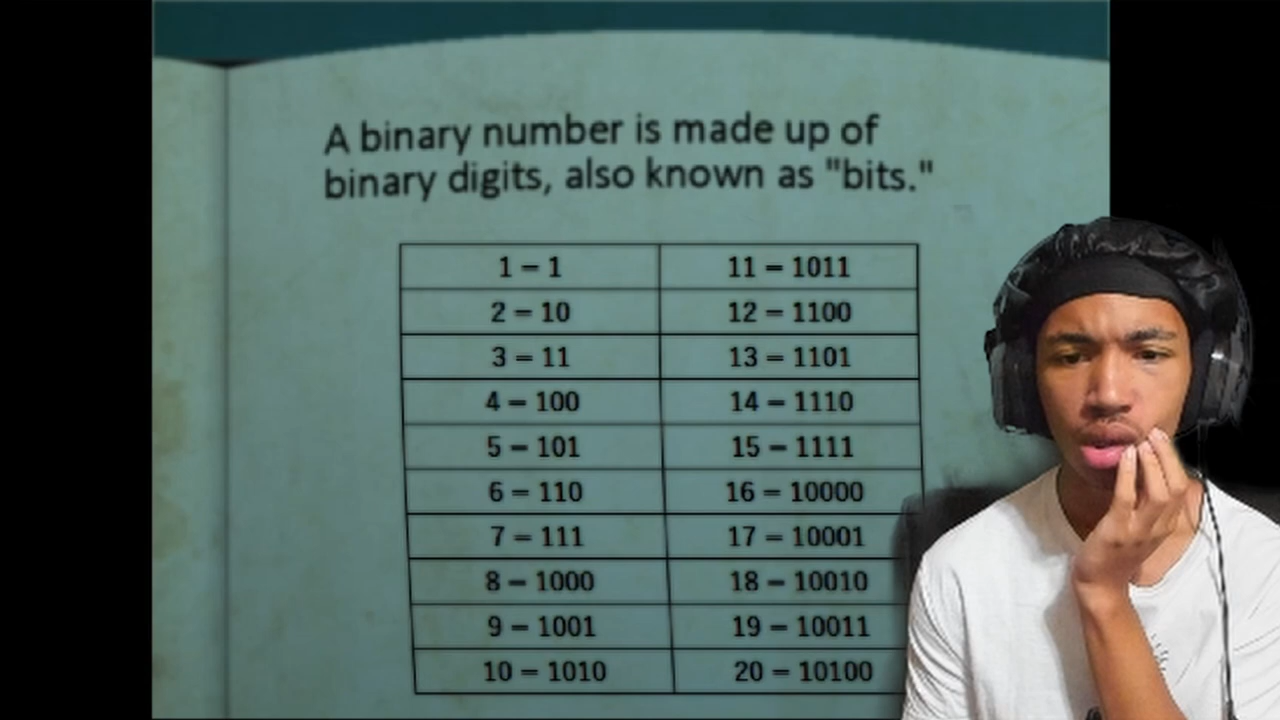 A binary number is made up of
binary digits, also known as "bits."
1 = 1 11 = 1011
2 = 10 12 = 1100
3 = 11 13 = 1101
4 = 100 14 = 1110
5 = 101 15 = 1111
6 = 110 16 = 10000
7 = 111 17 = 10001
8 = 1000 18 = 10010
9 = 1001 19 = 10011
10 = 1010 20 = 10100